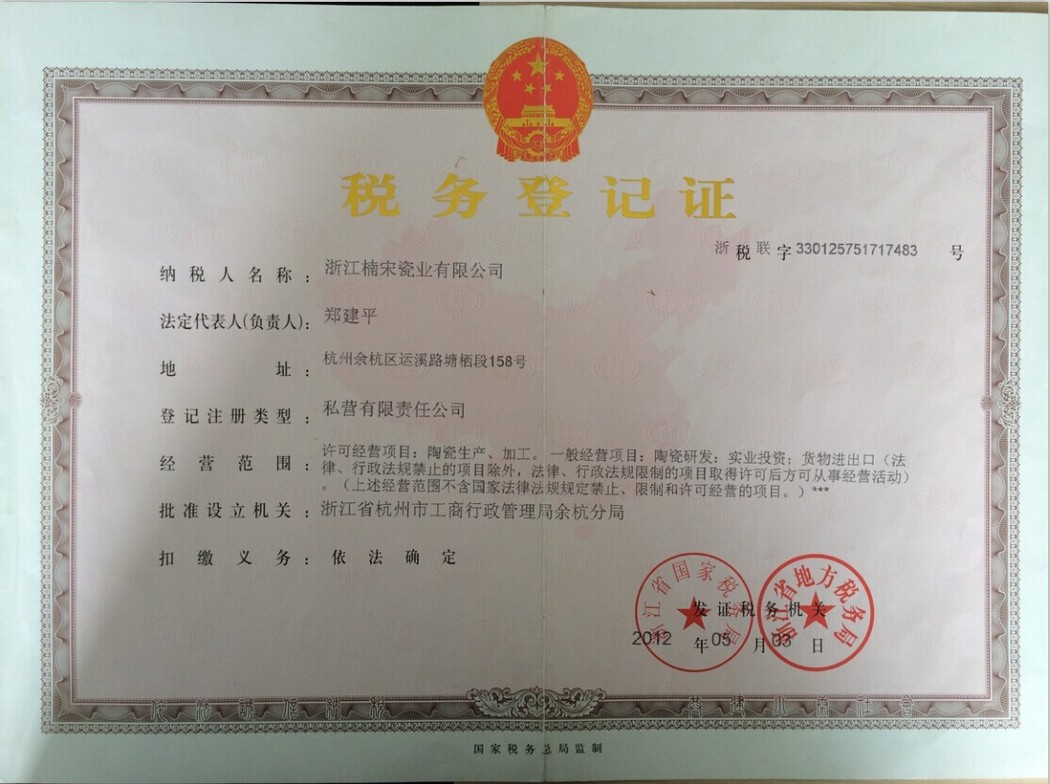 税务登记证
浙税联字330125751717483号
纳税人名称：浙江楠宋瓷业有限公司
法定代表人(负责人)：郑建平
地址：杭州余杭区运溪路塘栖段158号
登记注册类型：私营有限责任公司
经营范围：许可经营项目：陶瓷生产、加工。一般经营项目：陶瓷研发；实业投资；货物进出口（法
律、行政法规禁止的项目除外，法律、行政法规限制的项目取得许可后方可从事经营活动）
。（上述经营范围不含国家法律法规规定禁止、限制和许可经营的项目。）***
批准设立机关：浙江省杭州市工商行政管理局余杭分局
扣缴义务：依法确定
浙江省国家税务局
浙江省地方税务局
发证税务机关
2012年05月03日
国家税务总局监制